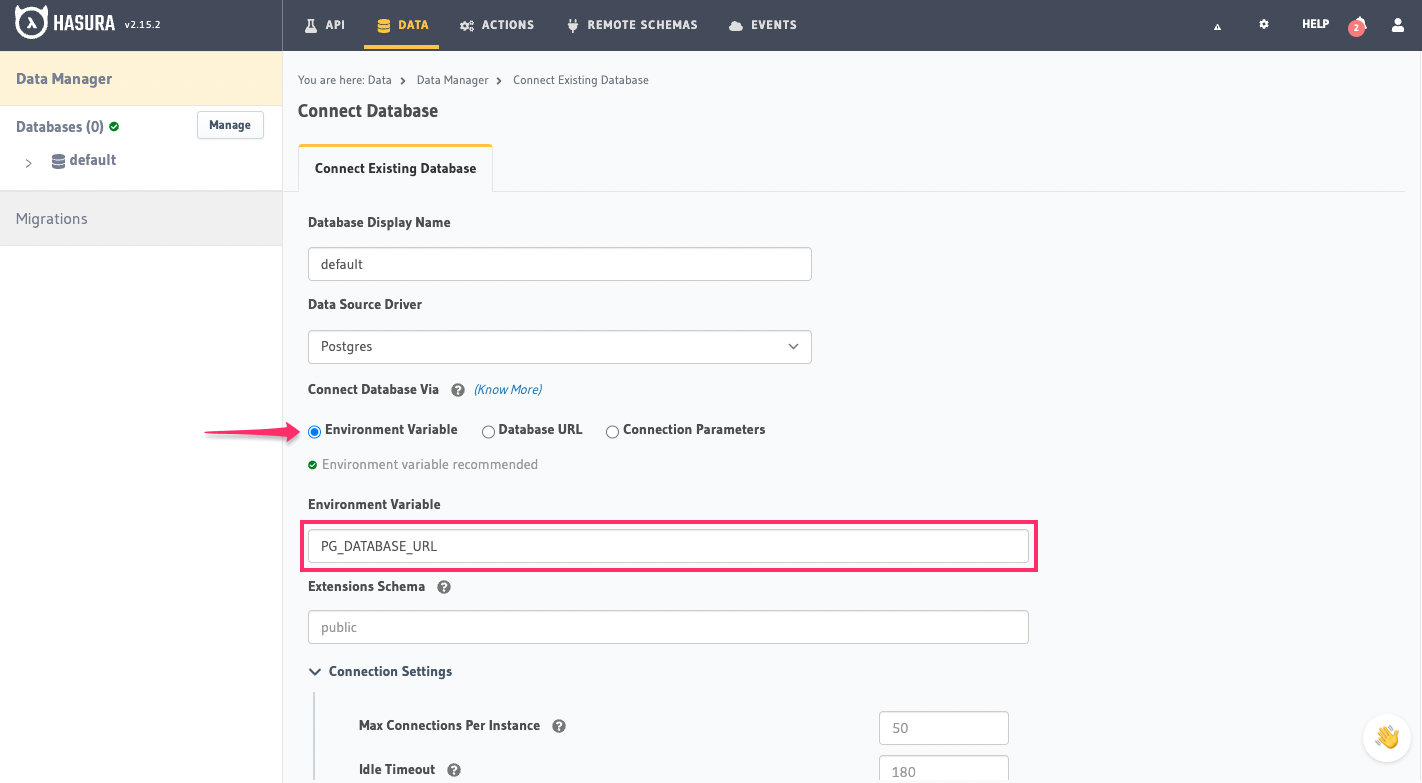 HASURA v2.15.2
API DATA ACTIONS REMOTE SCHEMAS EVENTS HELP 2
Data Manager
Databases (0) Manage
default
Migrations
You are here: Data > Data Manager > Connect Existing Database
Connect Database
Connect Existing Database
Database Display Name
default
Data Source Driver
Postgres
Connect Database Via ? (Know More)
Environment Variable Database URL Connection Parameters
Environment variable recommended
Environment Variable
PG_DATABASE_URL
Extensions Schema ?
public
Connection Settings
Max Connections Per Instance ? 50
Idle Timeout ? 180